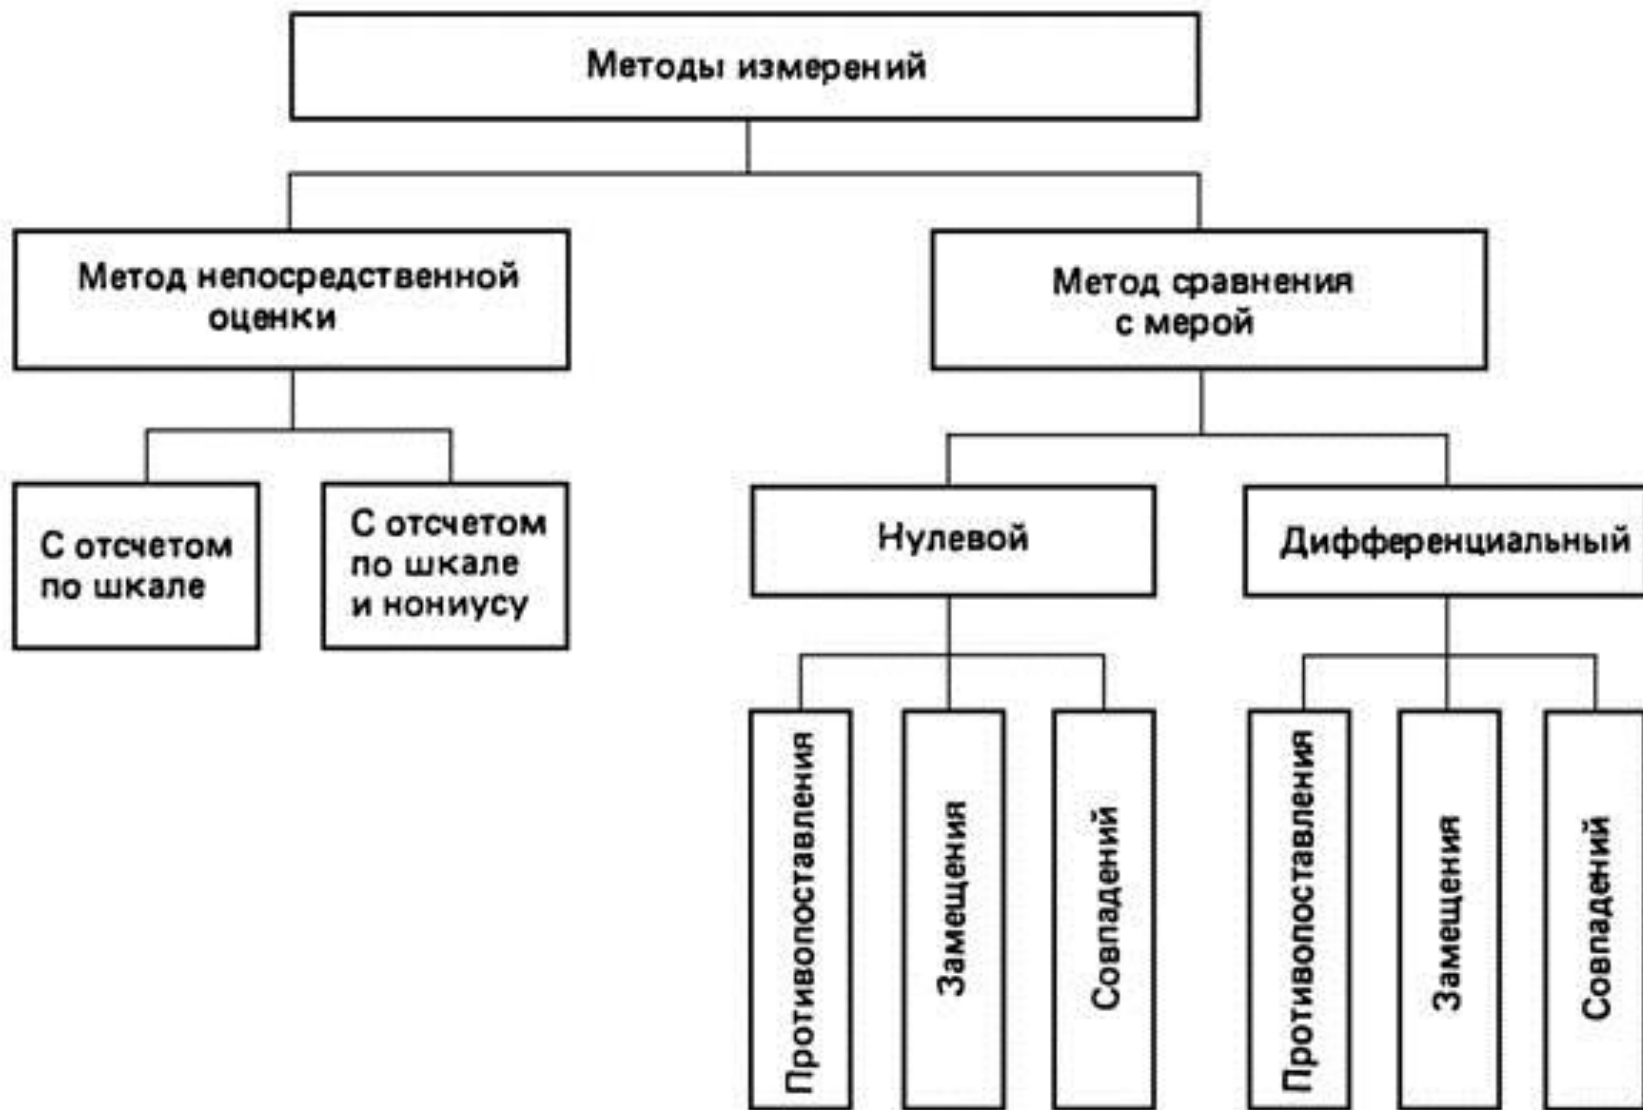 Методы измерений
Метод непосредственной
оценки
Метод сравнения
с мерой
С отсчетом
по шкале
С отсчетом
по шкале
и нониусу
Нулевой
Дифференциальный
Противопоставления
Замещения
Совпадений
Противопоставления
Замещения
Совпадений